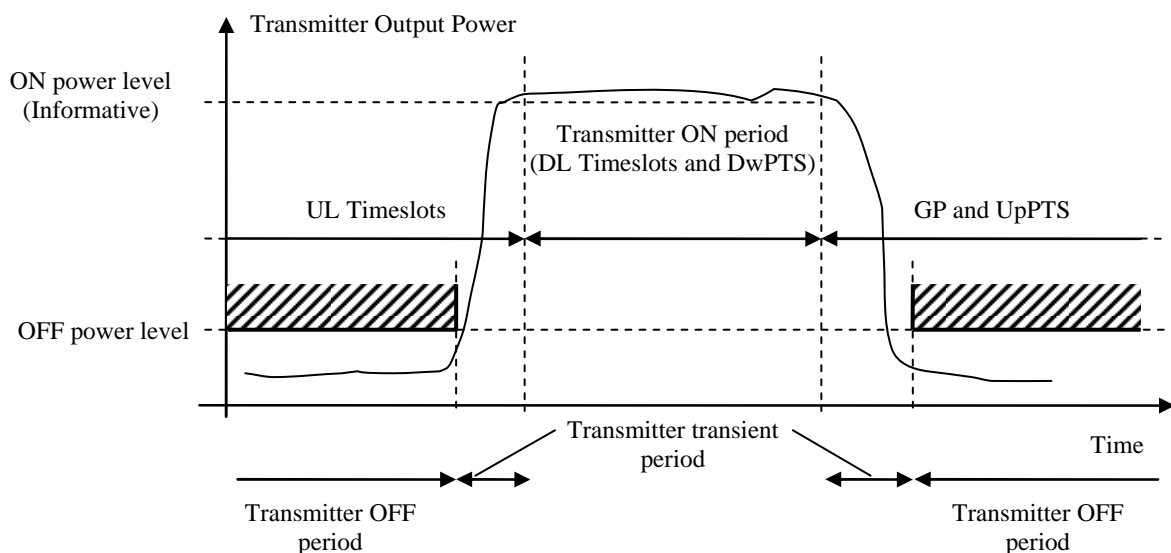 Transmitter Output Power
ON power level
(Informative)
Transmitter ON period
(DL Timeslots and DwPTS)
UL Timeslots
GP and UpPTS
OFF power level
Transmitter transient
period
Time
Transmitter OFF
period
Transmitter OFF
period